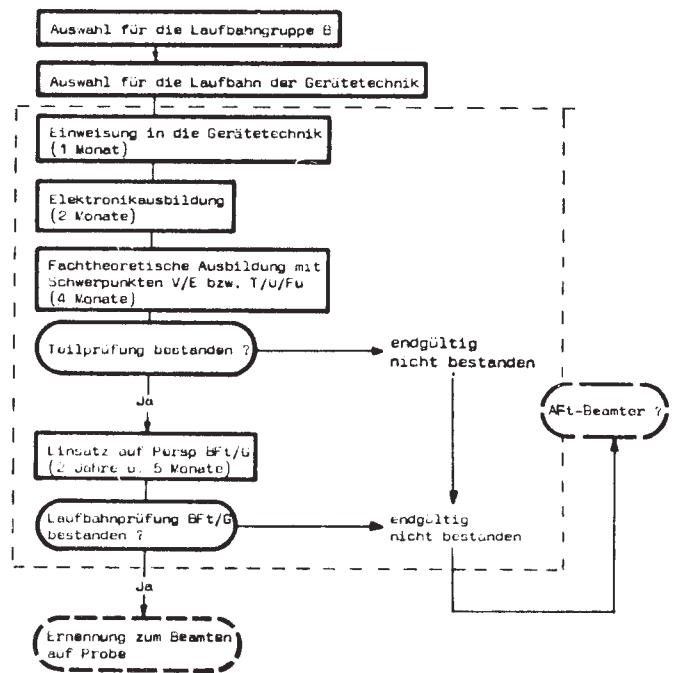 Auswahl für die Laufbahngruppe B
Auswahl für die Laufbahn der Gerätetechnik
Einweisung in die Gerätetechnik
(1 Monat)
Elektronikausbildung
(2 Monate)
Fachtheoretische Ausbildung mit
Schwerpunkten V/E bzw. T/Ü/Fu
(4 Monate)
Teilprüfung bestanden ?
endgültig
nicht bestanden
Ja
AFt-Beamter ?
Einsatz auf Persp BFt/G
(2 Jahre u. 5 Monate)
Laufbahnprüfung BFt/G
bestanden ?
endgültig
nicht bestanden
Ja
Ernennung zum Beamten
auf Probe